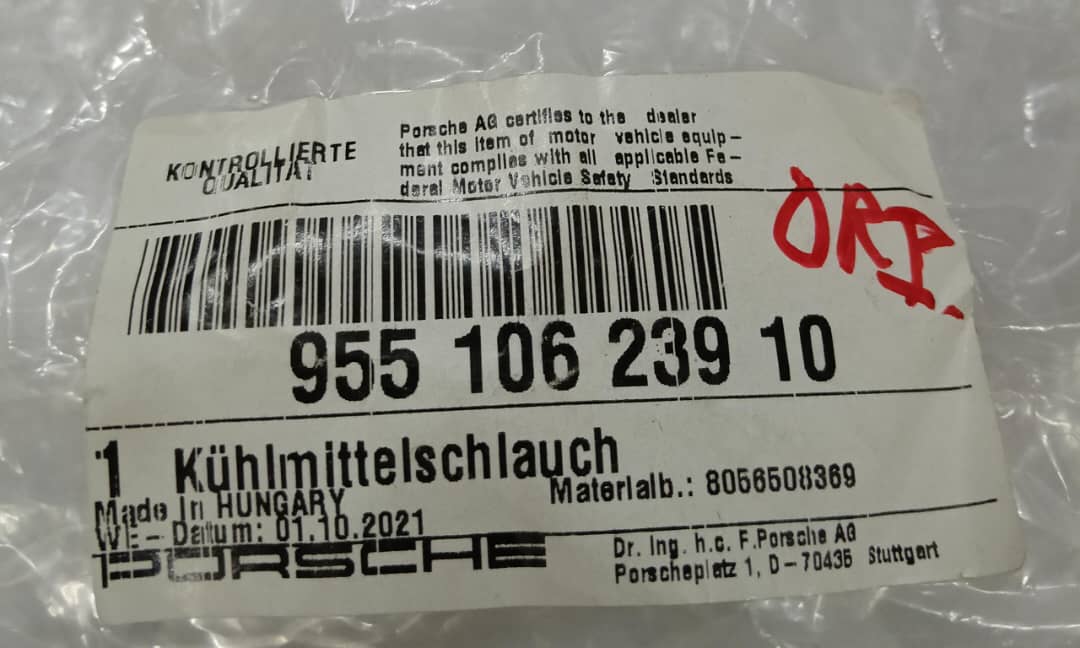 KONTROLLIERTE
QUALITÄT
Porsche AG certifies to the dealer
that this item of motor vehicle equip-
ment complies with all applicable Fe-
deral Motor Vehicle Safety Standards
ORI
955 106 239 10
1 Kühlmittelschlauch
Made in HUNGARY
Materialb.: 8056508369
WE-Datum: 01.10.2021
PORSCHE
Dr. Ing. h.c. F.Porsche AG
Porscheplatz 1, D-70435 Stuttgart